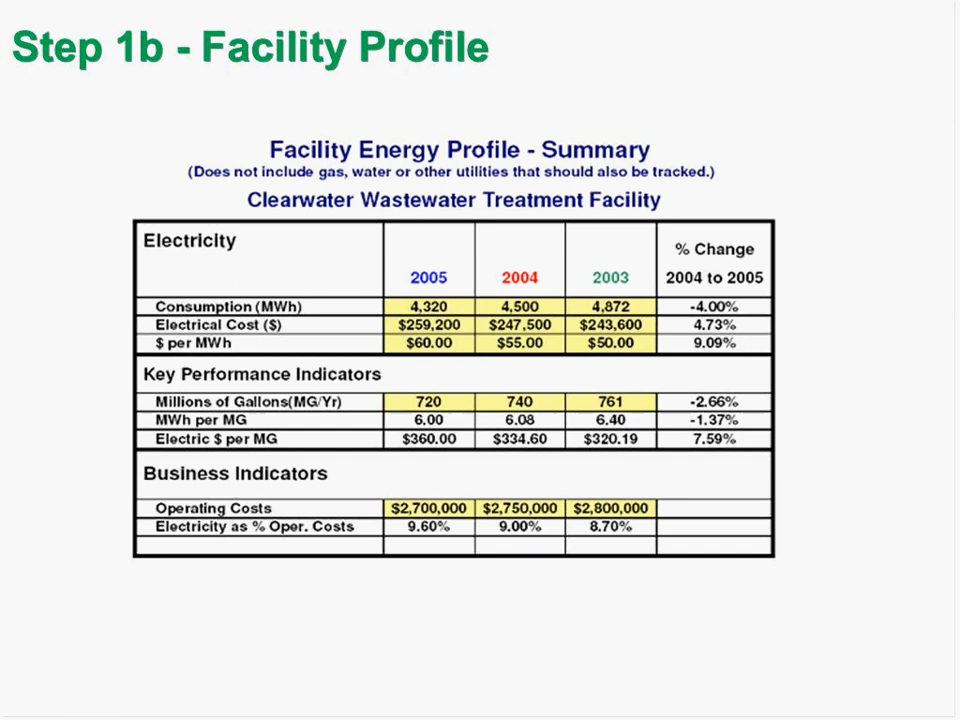 Step 1b - Facility Profile
Facility Energy Profile - Summary
(Does not include gas, water or other utilities that should also be tracked.)
Clearwater Wastewater Treatment Facility
Electricity 2005 2004 2003 % Change 2004 to 2005
Consumption (MWh) 4,320 4,500 4,872 -4.00%
Electrical Cost ($) $259,200 $247,500 $243,600 4.73%
$ per MWh $60.00 $55.00 $50.00 9.09%
Key Performance Indicators
Millions of Gallons(MG/Yr) 720 740 761 -2.66%
MWh per MG 6.00 6.08 6.40 -1.37%
Electric $ per MG $360.00 $334.60 $320.19 7.59%
Business Indicators
Operating Costs $2,700,000 $2,750,000 $2,800,000
Electricity as % Oper. Costs 9.60% 9.00% 8.70%